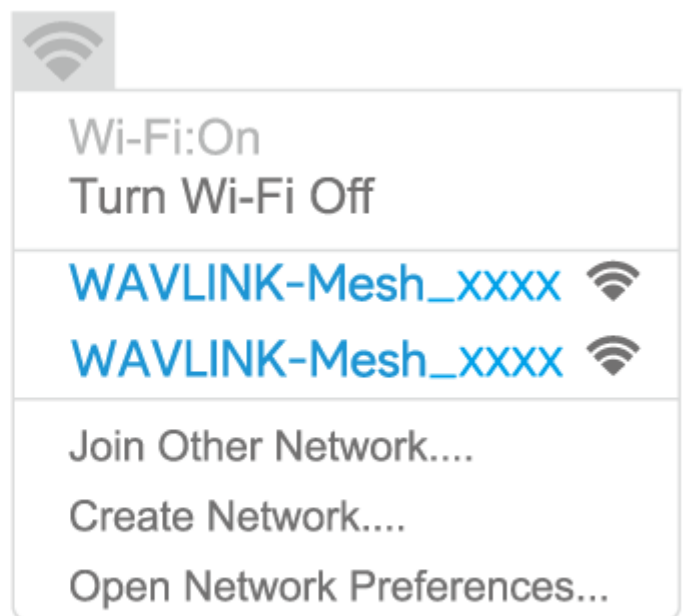 Wi-Fi:On
Turn Wi-Fi Off
WAVLINK-Mesh_xxxx
WAVLINK-Mesh_xxxx
Join Other Network....
Create Network....
Open Network Preferences...